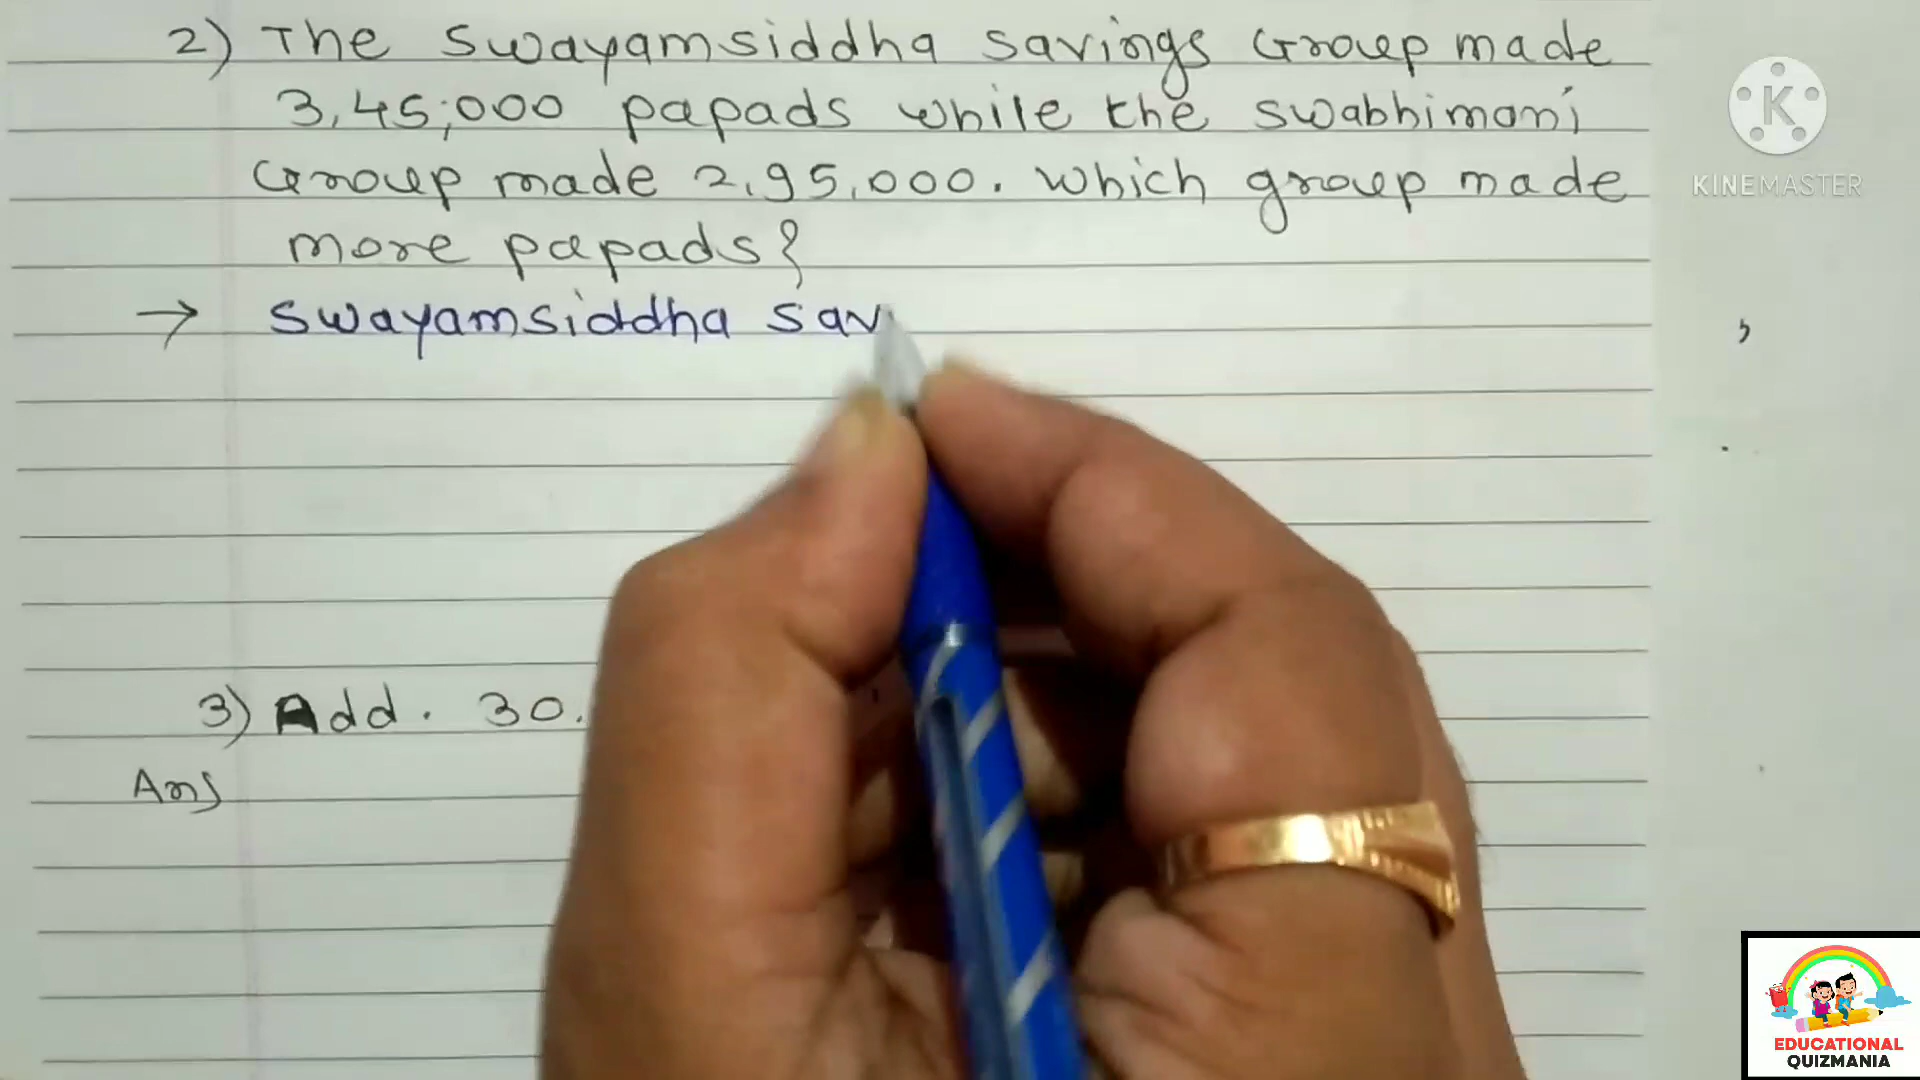 2) The Swayamsiddha savings Group made
3,45,000 papads while the swabhimani
Group made 2,95,000. Which group made
more papads?
→ Swayamsiddha sav
3) Add. 30.
Ans
K
KINEMASTER
EDUCATIONAL
QUIZMANIA